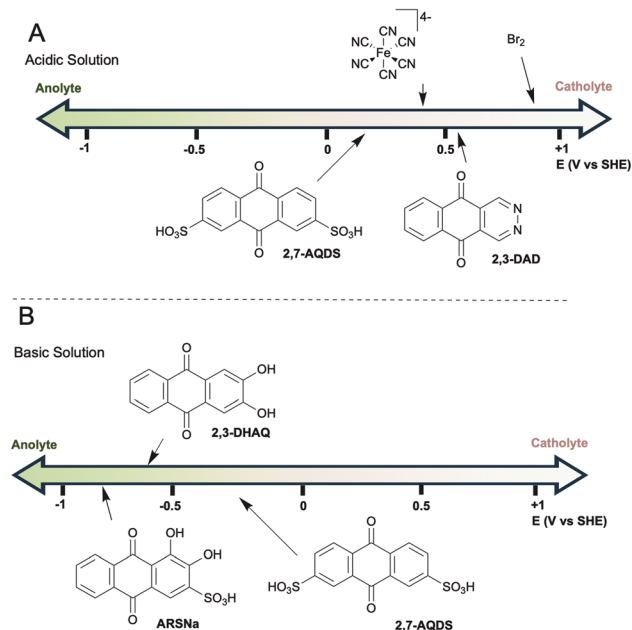 A
Acidic Solution
4-
CN
NC CN
Fe
NC CN
CN
Br2
Anolyte
Catholyte
-1 -0.5 0 0.5 +1
E (V vs SHE)
O
HO3S SO3H
O
2,7-AQDS
O
N
N
O
2,3-DAD
B
Basic Solution
O
OH
OH
O
2,3-DHAQ
Anolyte
Catholyte
-1 -0.5 0 0.5 +1
E (V vs SHE)
O OH
OH
SO3H
O
ARSNa
O
HO3S SO3H
O
2,7-AQDS